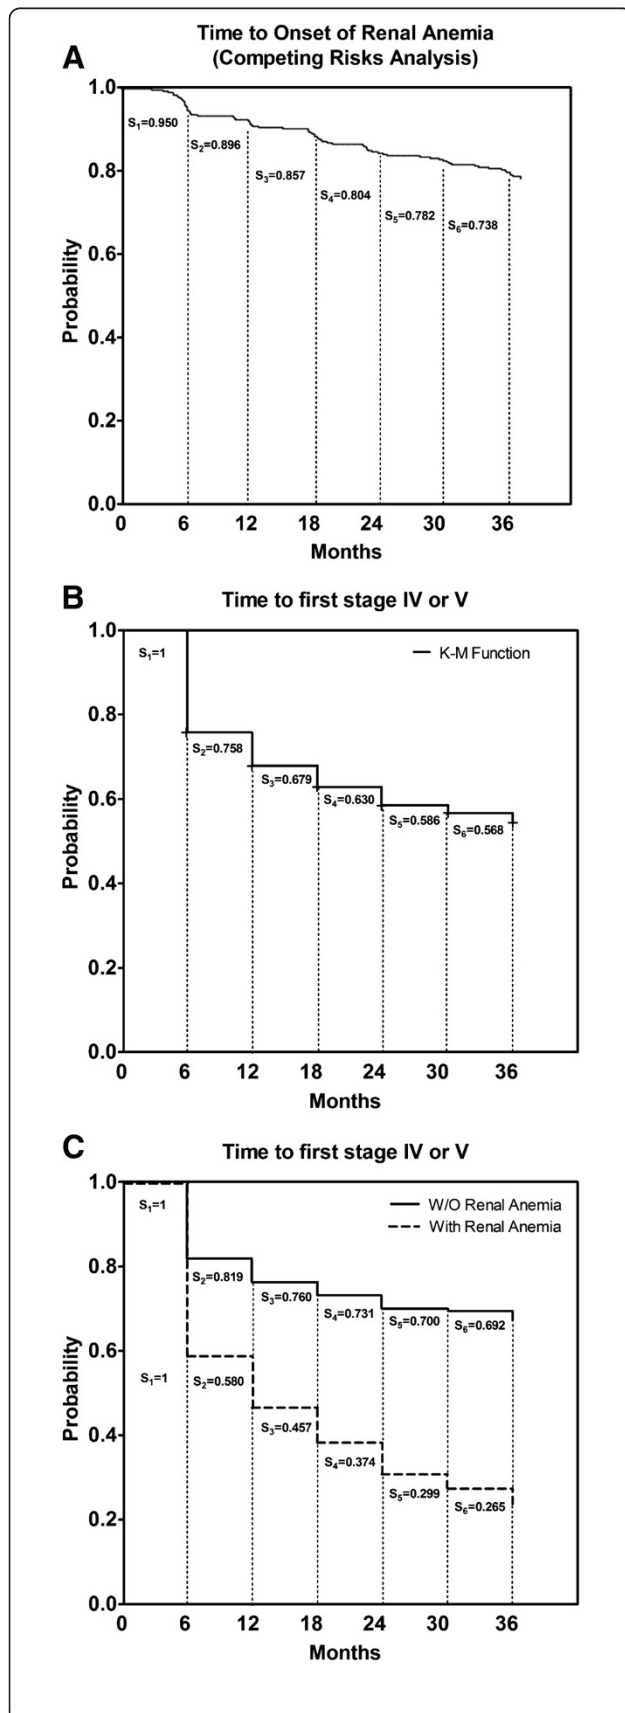 A
Time to Onset of Renal Anemia
(Competing Risks Analysis)
1.0
0.8
0.6
0.4
0.2
0.0
Probability
S1=0.950
S2=0.896
S3=0.857
S4=0.804
S5=0.782
S6=0.738
0 6 12 18 24 30 36
Months
B
Time to first stage IV or V
1.0
0.8
0.6
0.4
0.2
0.0
Probability
K-M Function
S1=1
S2=0.758
S3=0.679
S4=0.630
S5=0.586
S6=0.568
0 6 12 18 24 30 36
Months
C
Time to first stage IV or V
1.0
0.8
0.6
0.4
0.2
0.0
Probability
W/O Renal Anemia
With Renal Anemia
S1=1
S2=0.819
S3=0.760
S4=0.731
S5=0.700
S6=0.692
S1=1
S2=0.580
S3=0.457
S4=0.374
S5=0.299
S6=0.265
0 6 12 18 24 30 36
Months